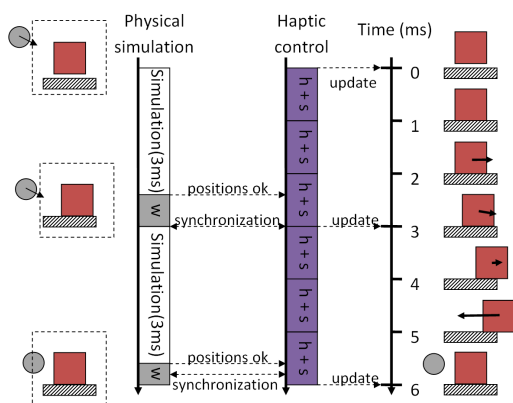 Physical
simulation
Haptic
control
Time (ms)
Simulation(3ms)
w
Simulation(3ms)
w
h + s
h + s
h + s
h + s
h + s
h + s
positions ok
synchronization
positions ok
synchronization
update
update
update
0
1
2
3
4
5
6